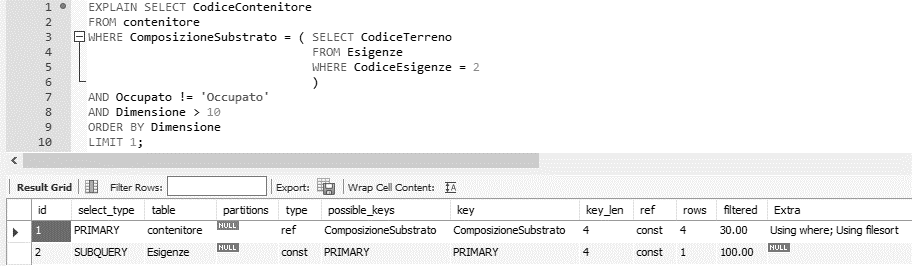 1 EXPLAIN SELECT CodiceContenitore
2 FROM contenitore
3 WHERE ComposizioneSubstrato = ( SELECT CodiceTerreno
4 FROM Esigenze
5 WHERE CodiceEsigenze = 2
6 )
7 AND Occupato != 'Occupato'
8 AND Dimensione > 10
9 ORDER BY Dimensione
10 LIMIT 1;
Result Grid Filter Rows: Export: Wrap Cell Content:
id select_type table partitions type possible_keys key key_len ref rows filtered Extra
1 PRIMARY contenitore NULL ref ComposizioneSubstrato ComposizioneSubstrato 4 const 4 30.00 Using where; Using filesort
2 SUBQUERY Esigenze NULL const PRIMARY PRIMARY 4 const 1 100.00 NULL